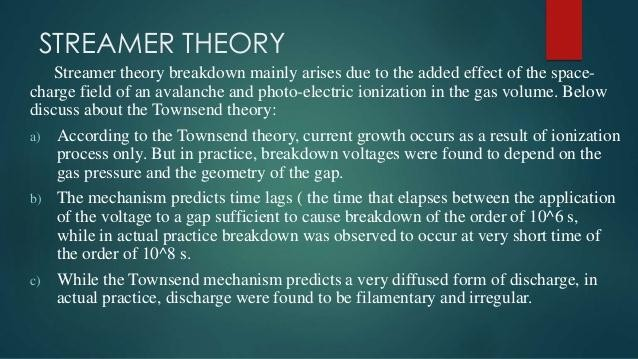 STREAMER THEORY
Streamer theory breakdown mainly arises due to the added effect of the space-
charge field of an avalanche and photo-electric ionization in the gas volume. Below
discuss about the Townsend theory:
a) According to the Townsend theory, current growth occurs as a result of ionization
process only. But in practice, breakdown voltages were found to depend on the
gas pressure and the geometry of the gap.
b) The mechanism predicts time lags ( the time that elapses between the application
of the voltage to a gap sufficient to cause breakdown of the order of 10^6 s,
while in actual practice breakdown was observed to occur at very short time of
the order of 10^8 s.
c) While the Townsend mechanism predicts a very diffused form of discharge, in
actual practice, discharge were found to be filamentary and irregular.